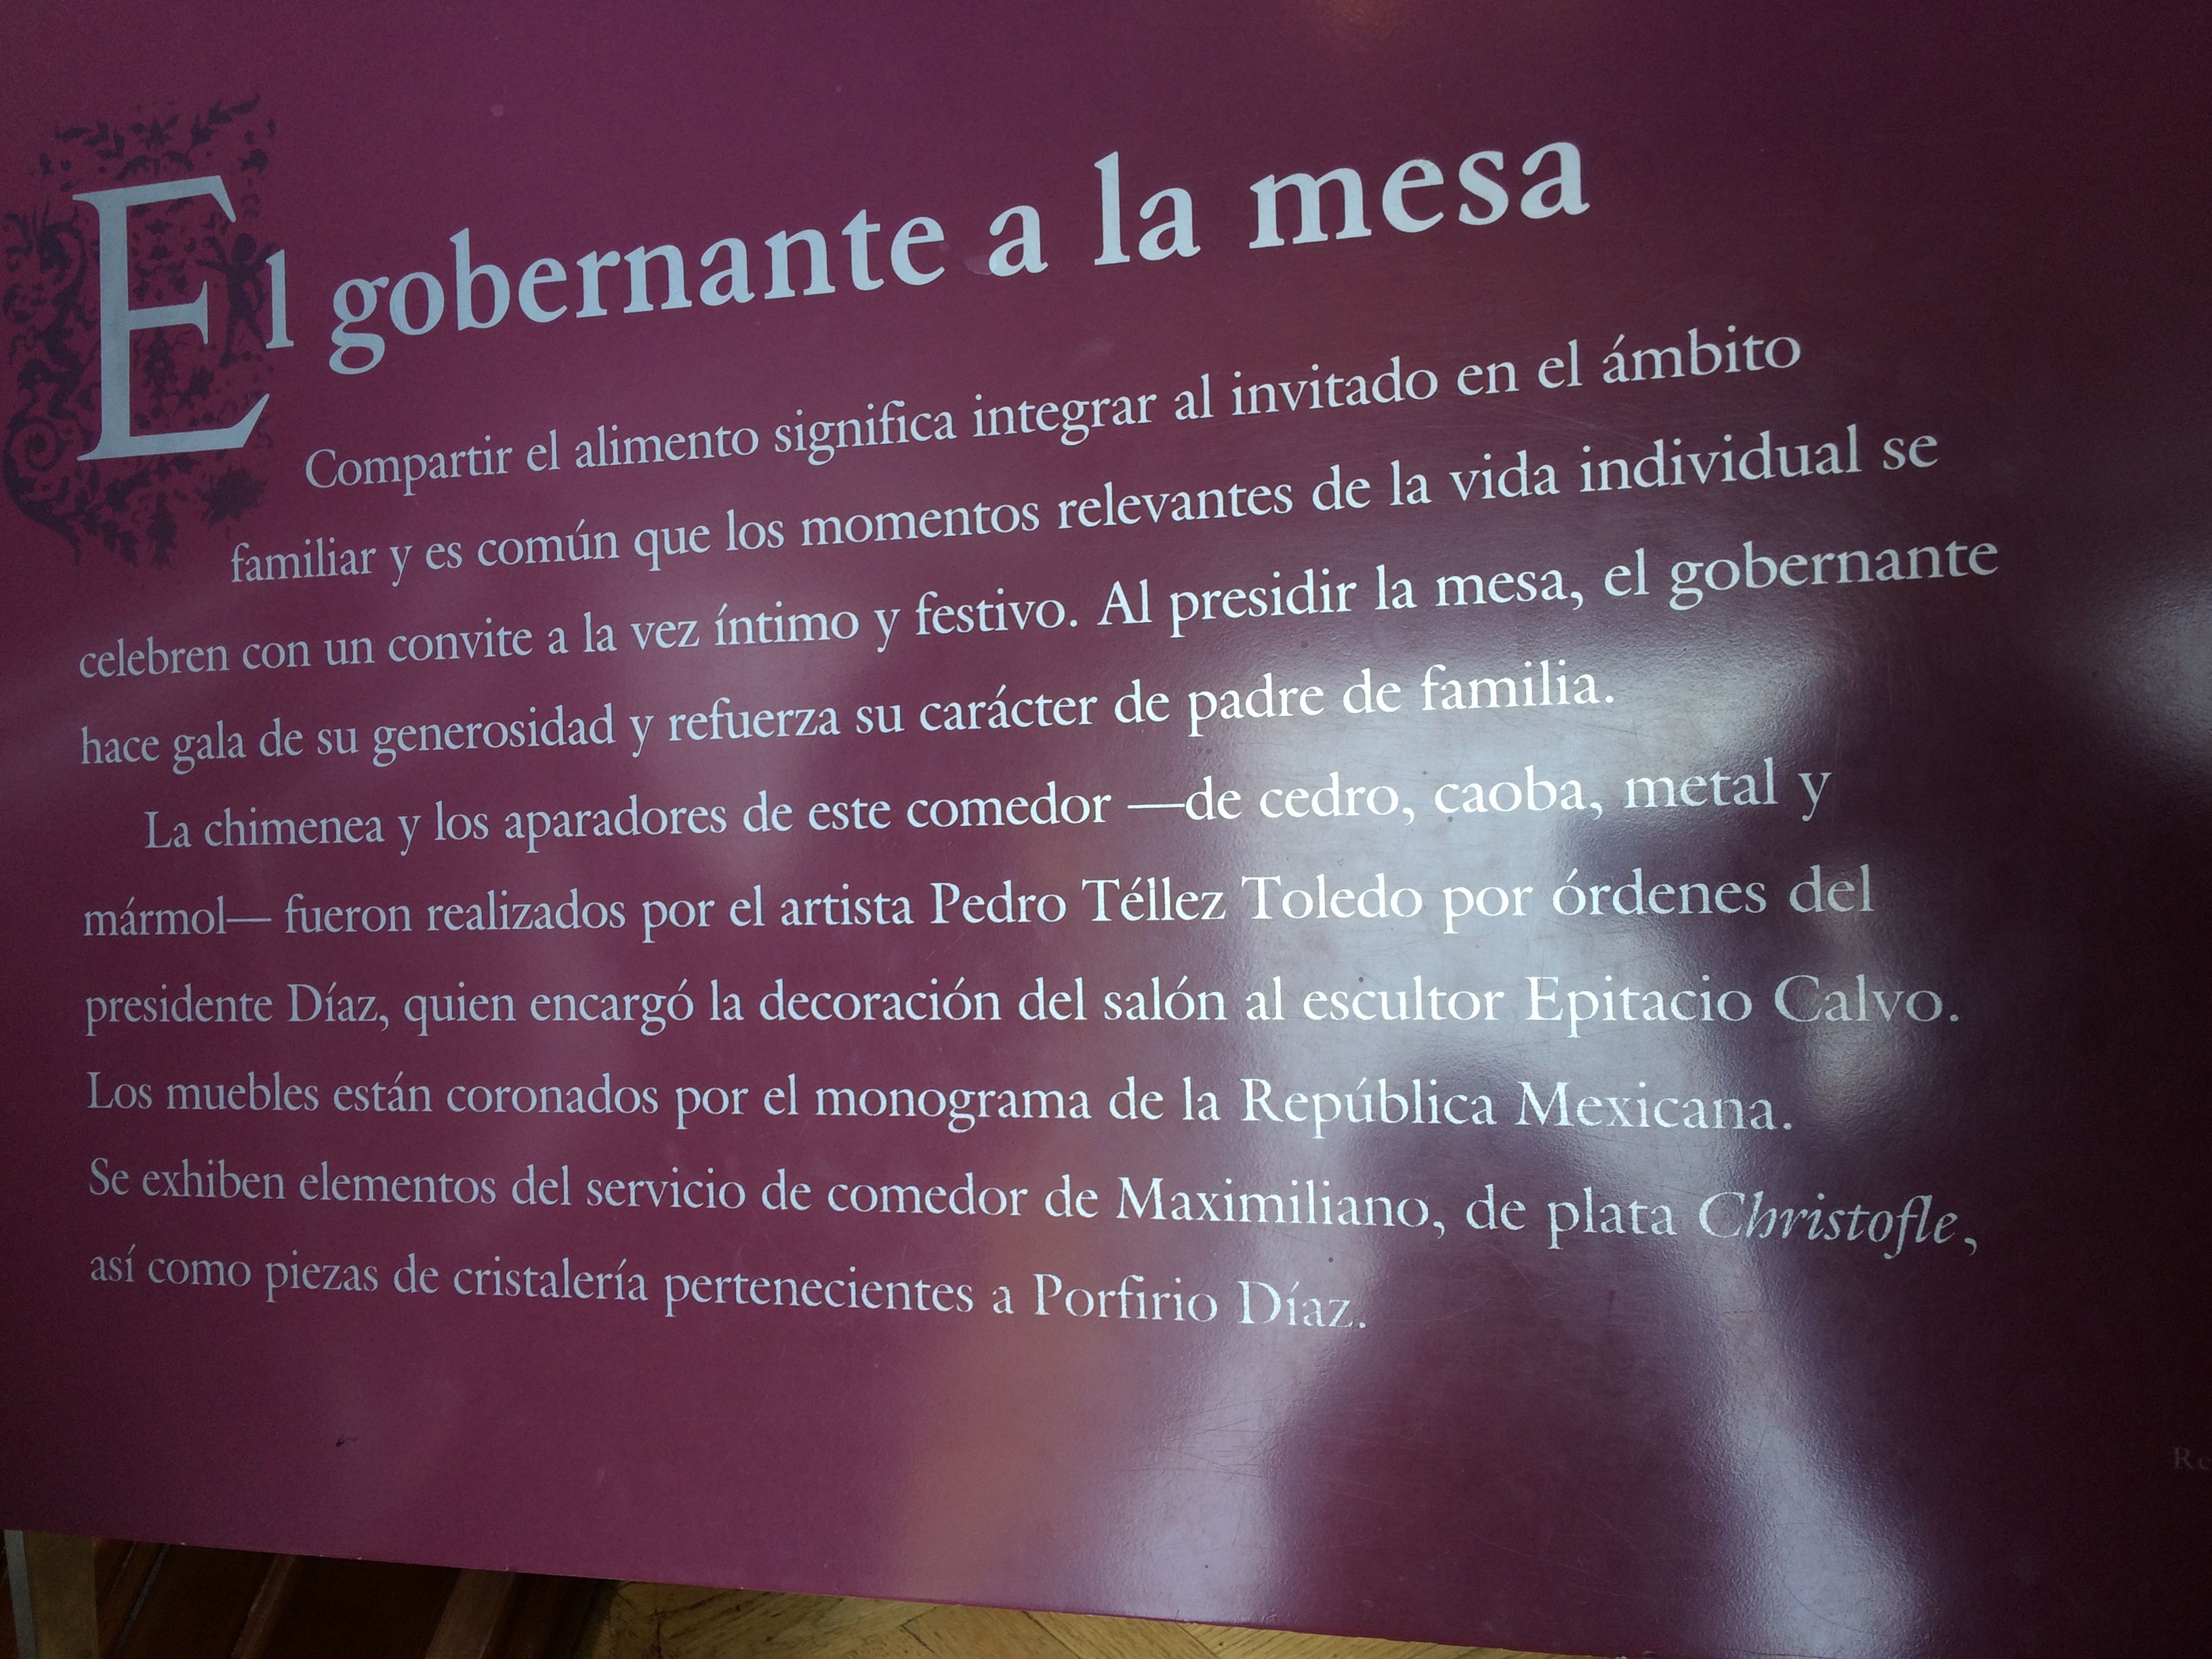 El gobernante a la mesa
Compartir el alimento significa integrar al invitado en el ámbito
familiar y es común que los momentos relevantes de la vida individual se
celebren con un convite a la vez íntimo y festivo. Al presidir la mesa, el gobernante
hace gala de su generosidad y refuerza su carácter de padre de familia.
La chimenea y los aparadores de este comedor —de cedro, caoba, metal y
mármol— fueron realizados por el artista Pedro Téllez Toledo por órdenes del
presidente Díaz, quien encargó la decoración del salón al escultor Epitacio Calvo.
Los muebles están coronados por el monograma de la República Mexicana.
Se exhiben elementos del servicio de comedor de Maximiliano, de plata Christofle,
así como piezas de cristalería pertenecientes a Porfirio Díaz.